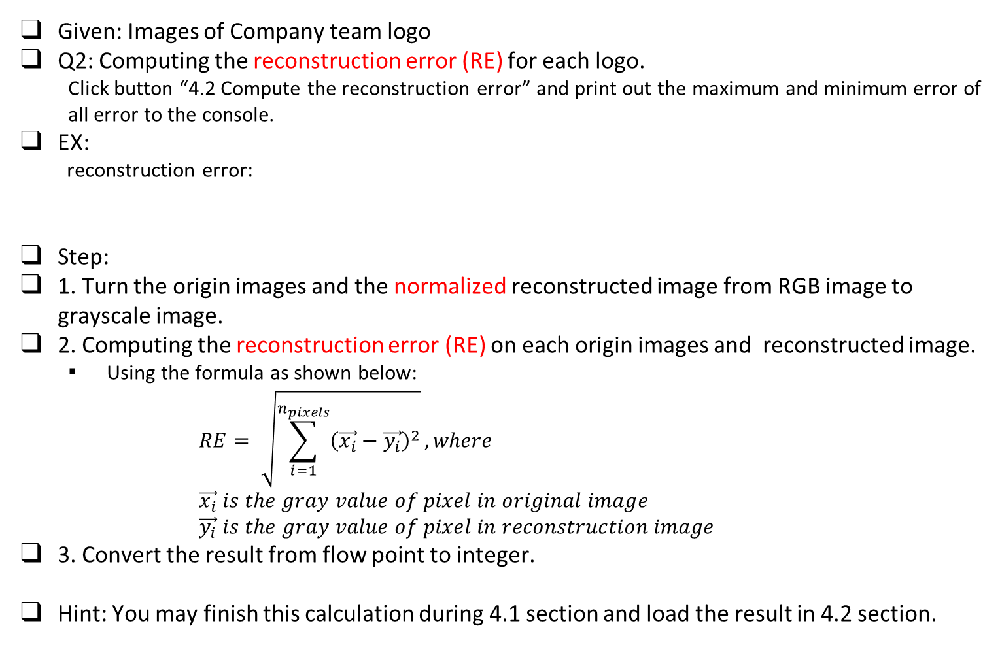 ❑ Given: Images of Company team logo
❑ Q2: Computing the reconstruction error (RE) for each logo.
Click button “4.2 Compute the reconstruction error” and print out the maximum and minimum error of
all error to the console.
❑ EX:
reconstruction error:
❑ Step:
❑ 1. Turn the origin images and the normalized reconstructed image from RGB image to
grayscale image.
❑ 2. Computing the reconstruction error (RE) on each origin images and reconstructed image.
▪ Using the formula as shown below:
$RE = \sqrt{\sum_{i=1}^{n_{pixels}} (\overrightarrow{x_i} - \overrightarrow{y_i})^2}, where$
$\overrightarrow{x_i}$ is the gray value of pixel in original image
$\overrightarrow{y_i}$ is the gray value of pixel in reconstruction image
❑ 3. Convert the result from flow point to integer.
❑ Hint: You may finish this calculation during 4.1 section and load the result in 4.2 section.